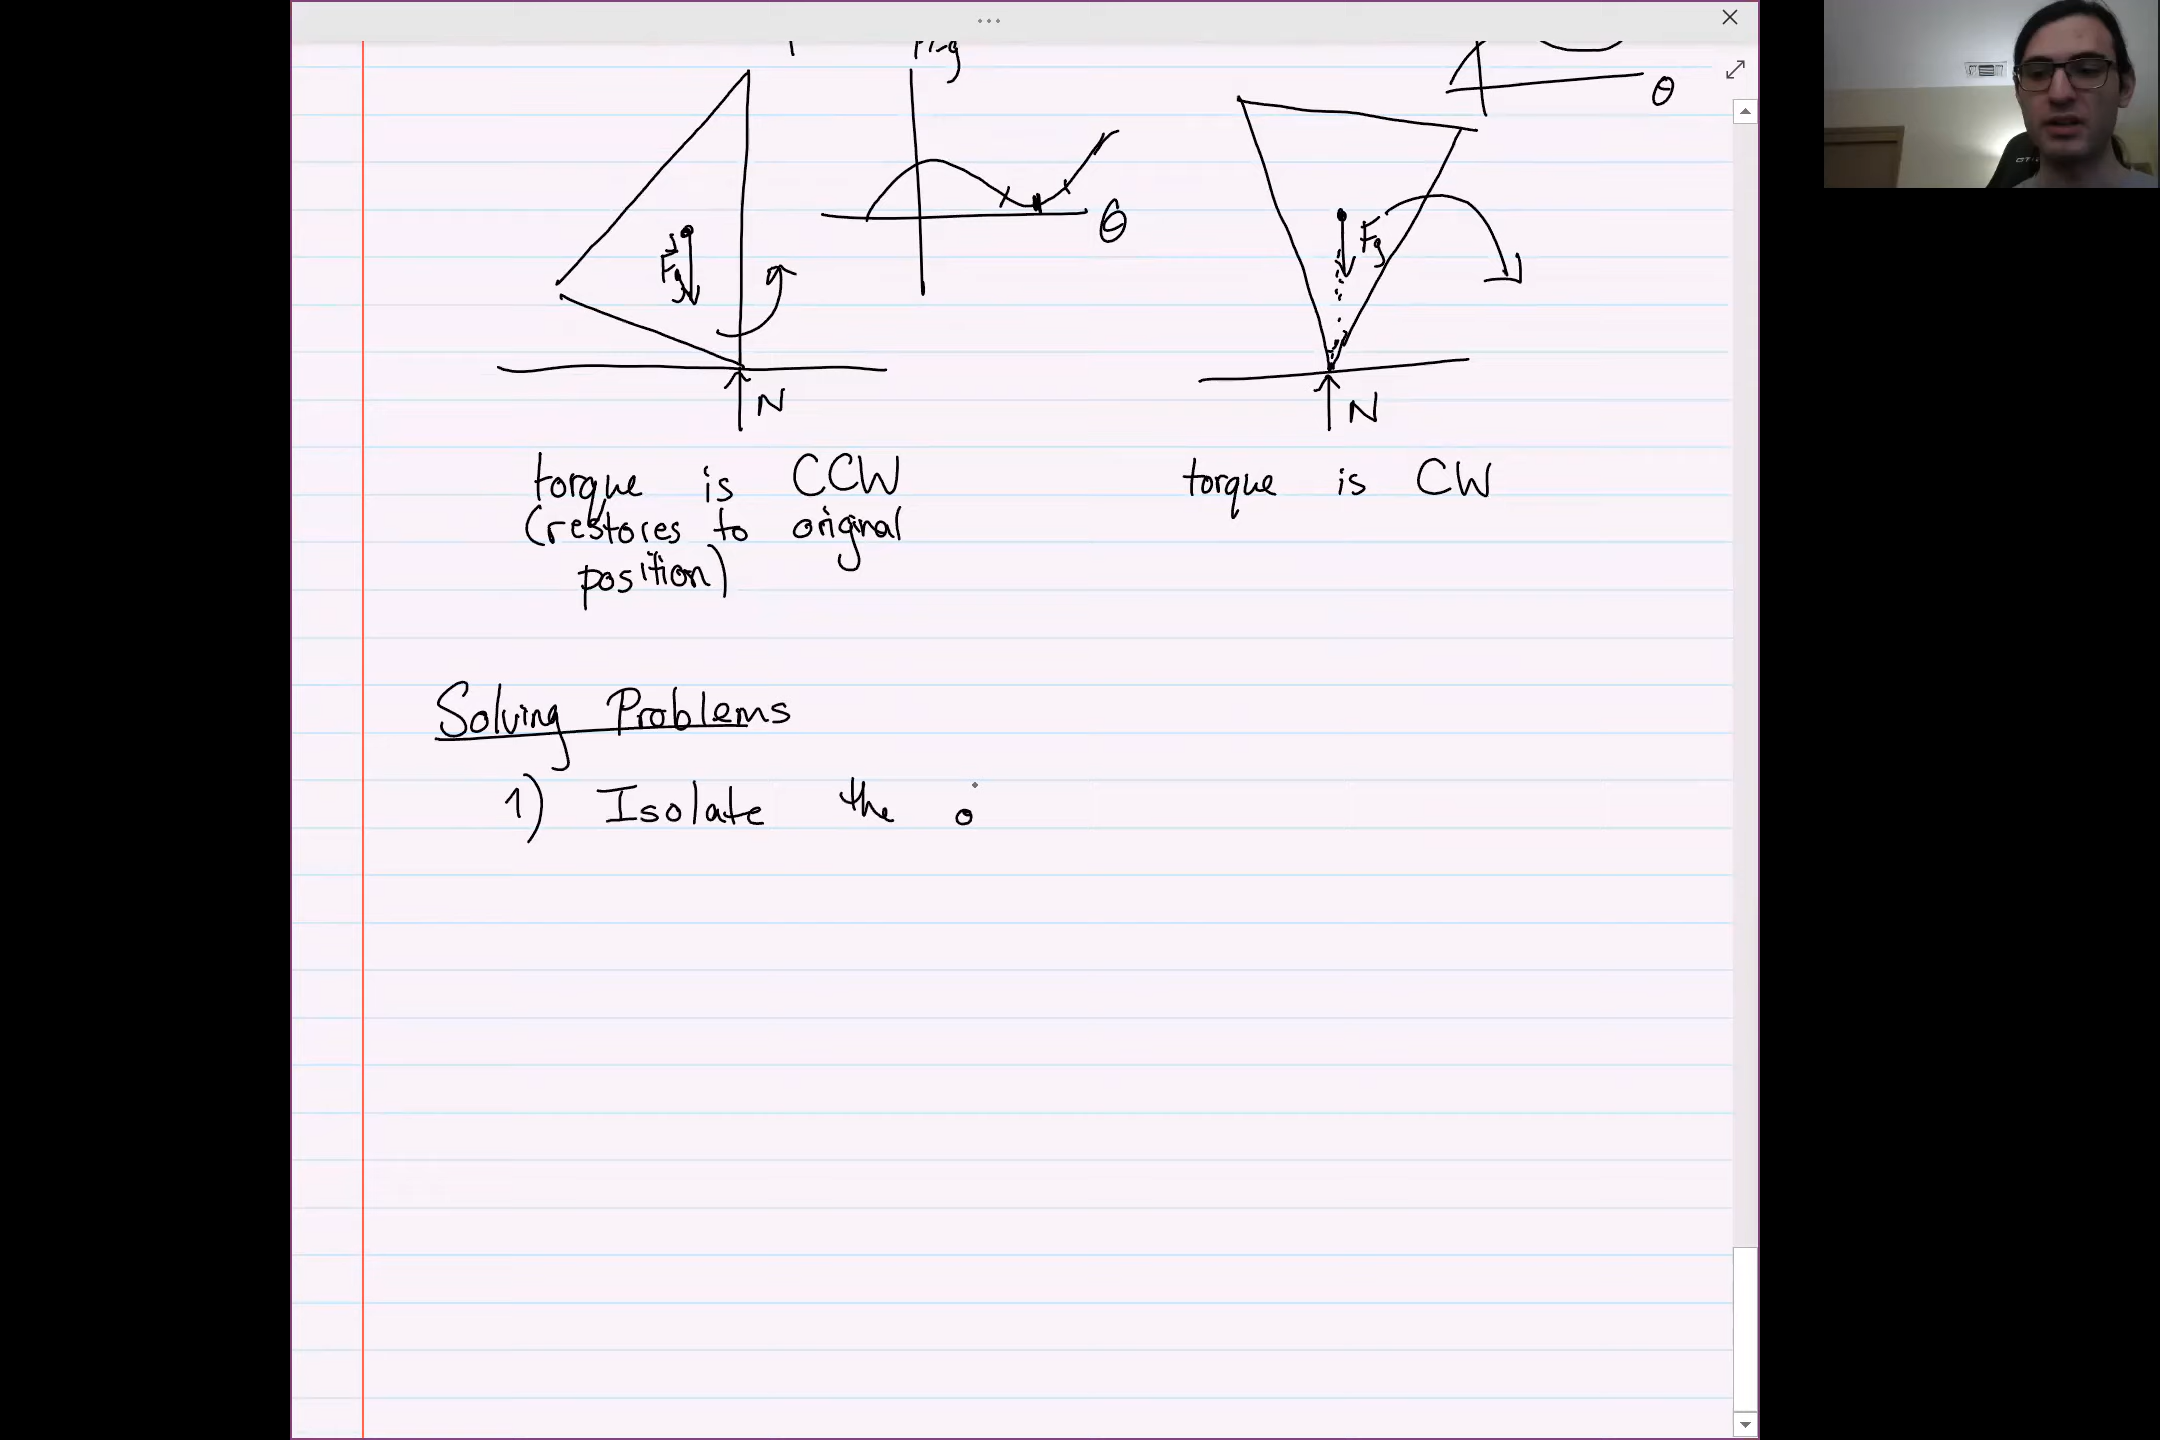 θ
θ
Fg
Fg
N
N
torque is CCW
(restores to original
position)
torque is CW
Solving Problems
1) Isolate the o